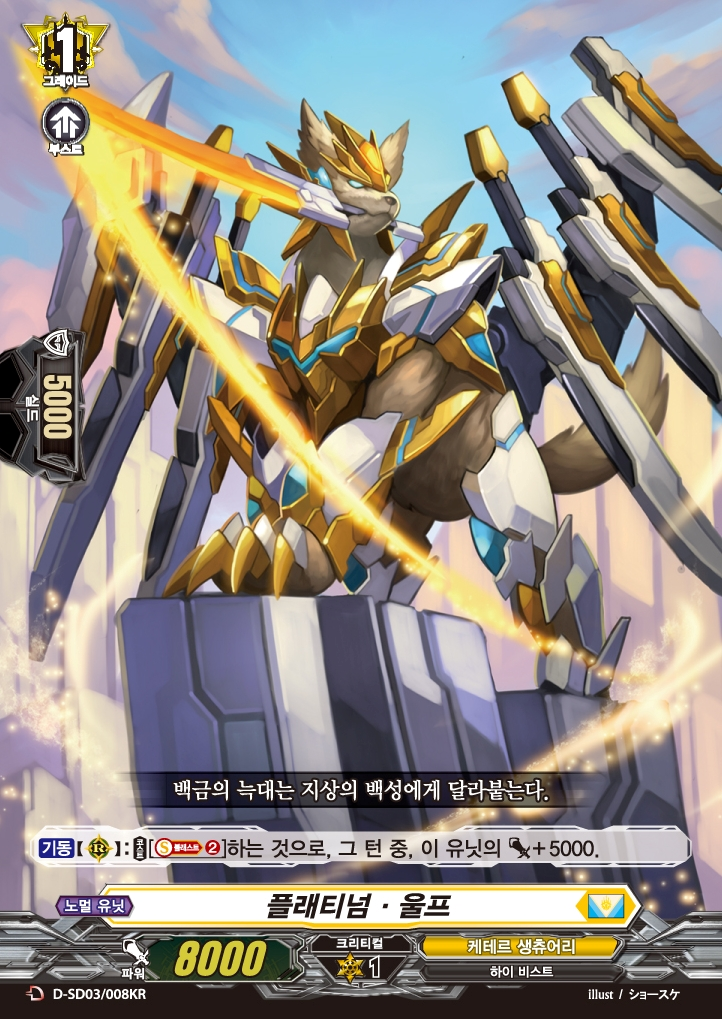 1
그레이드
부스트
5000
실드
백금의 늑대는 지상의 백성에게 달라붙는다.
기동【R】:코스트[S 블래스트 2]하는 것으로, 그 턴 중, 이 유닛의 +5000.
노멀 유닛
플래티넘·울프
파워
8000
크리티컬
1
케테르 생츄어리
하이 비스트
D-SD03/008KR
illust / ショースケ